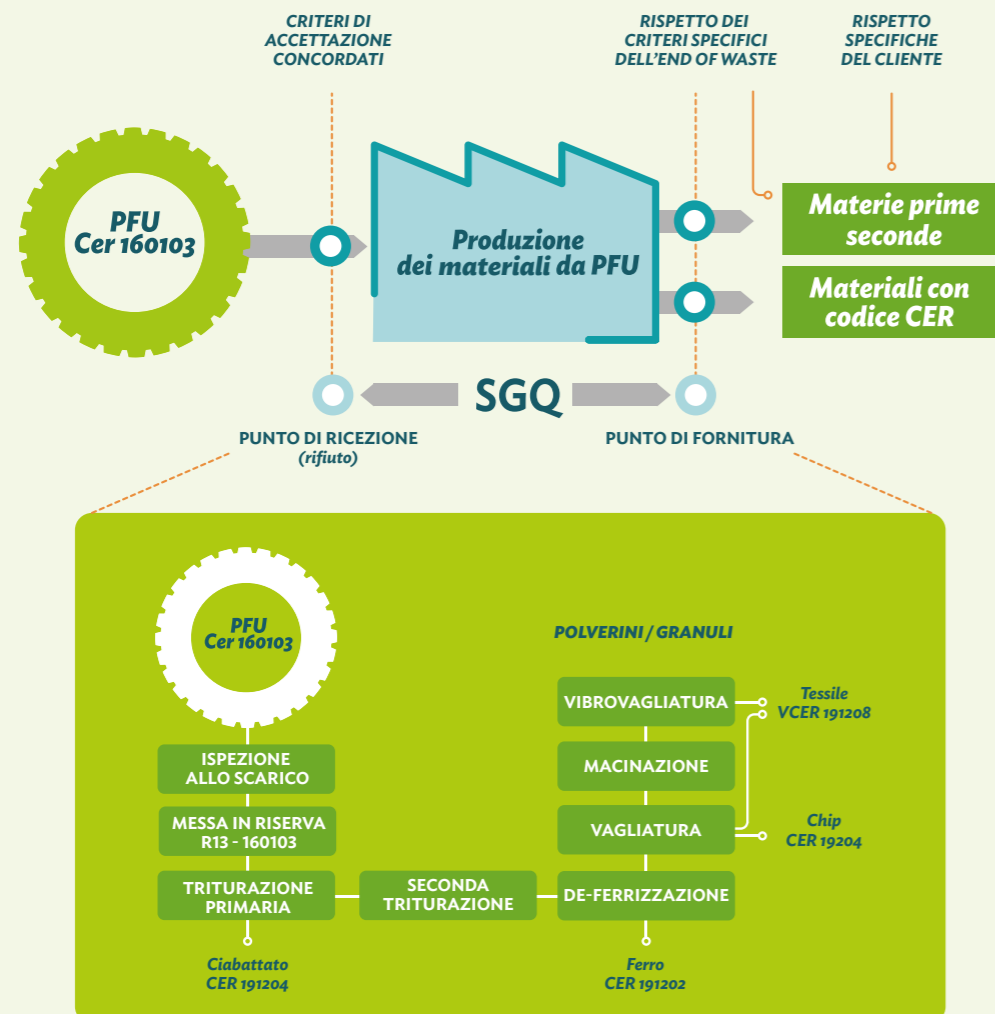 CRITERI DI
ACCETTAZIONE
CONCORDATI
RISPETTO DEI
CRITERI SPECIFICI
DELL'END OF WASTE
RISPETTO
SPECIFICHE
DEL CLIENTE
PFU
Cer 160103
Produzione
dei materiali da PFU
Materie prime
seconde
Materiali con
codice CER
SGQ
PUNTO DI RICEZIONE
(rifiuto)
PUNTO DI FORNITURA
PFU
Cer 160103
ISPEZIONE
ALLO SCARICO
MESSA IN RISERVA
R13 - 160103
TRITURAZIONE
PRIMARIA
Ciabattato
CER 191204
SECONDA
TRITURAZIONE
POLVERINI / GRANULI
VIBROVAGLIATURA
Tessile
VCER 191208
MACINAZIONE
VAGLIATURA
Chip
CER 19204
DE-FERRIZZAZIONE
Ferro
CER 191202